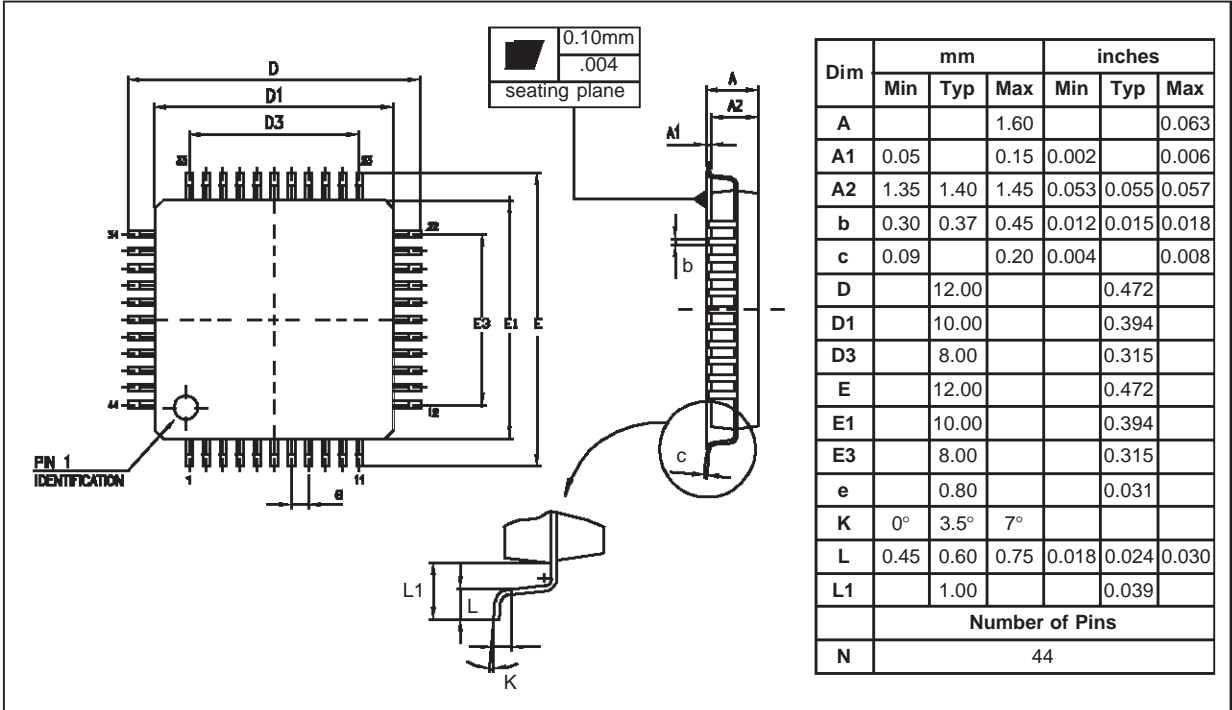 0.10mm
.004
seating plane
D
D1
D3
A
A2
A1
33
23
34
22
b
E3
E1
E
44
12
PIN 1
IDENTIFICATION
1
11
e
c
L1
L
K
Dim mm inches
Min Typ Max Min Typ Max
A 1.60 0.063
A1 0.05 0.15 0.002 0.006
A2 1.35 1.40 1.45 0.053 0.055 0.057
b 0.30 0.37 0.45 0.012 0.015 0.018
c 0.09 0.20 0.004 0.008
D 12.00 0.472
D1 10.00 0.394
D3 8.00 0.315
E 12.00 0.472
E1 10.00 0.394
E3 8.00 0.315
e 0.80 0.031
K 0° 3.5° 7°
L 0.45 0.60 0.75 0.018 0.024 0.030
L1 1.00 0.039
Number of Pins
N 44